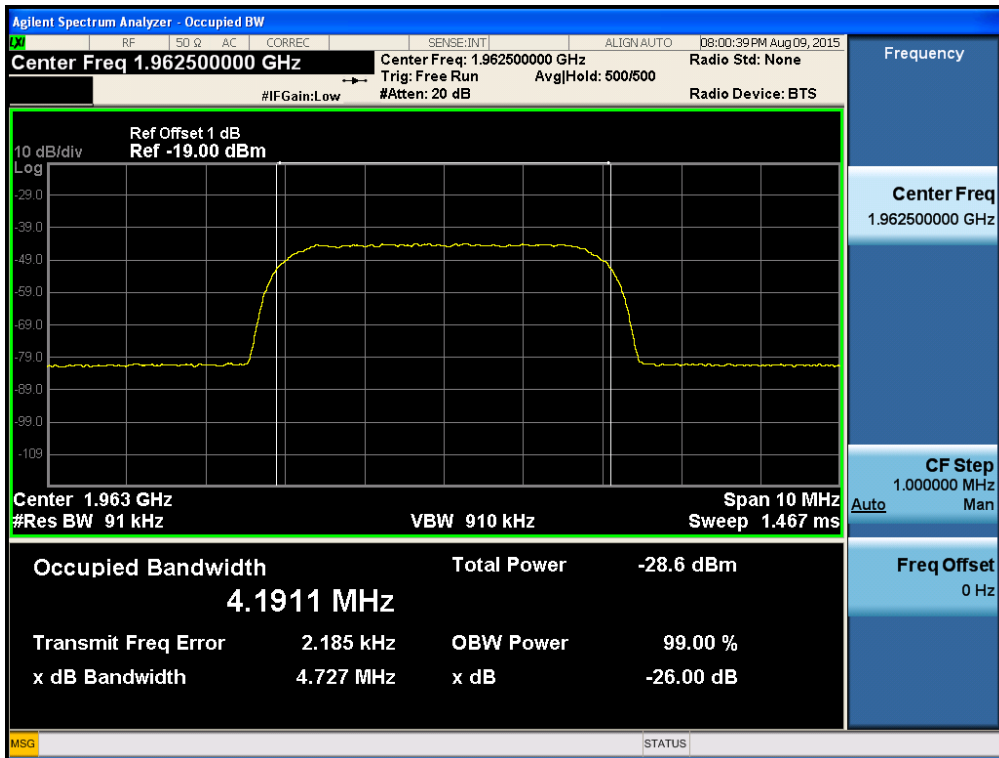 Agilent Spectrum Analyzer - Occupied BW
LXI RF 50 Ω AC CORREC SENSE:INT ALIGN AUTO 08:00:39 PM Aug 09, 2015
Center Freq 1.962500000 GHz
Center Freq: 1.962500000 GHz
Radio Std: None
Trig: Free Run Avg|Hold: 500/500
#IFGain:Low
#Atten: 20 dB
Radio Device: BTS
Ref Offset 1 dB
10 dB/div Ref -19.00 dBm
Log
-29.0
-39.0
-49.0
-59.0
-69.0
-79.0
-89.0
-99.0
-109
Center 1.963 GHz Span 10 MHz
#Res BW 91 kHz VBW 910 kHz Sweep 1.467 ms
Occupied Bandwidth Total Power -28.6 dBm
4.1911 MHz
Transmit Freq Error 2.185 kHz OBW Power 99.00 %
x dB Bandwidth 4.727 MHz x dB -26.00 dB
Frequency
Center Freq
1.962500000 GHz
CF Step
1.000000 MHz
Auto Man
Freq Offset
0 Hz
MSG STATUS